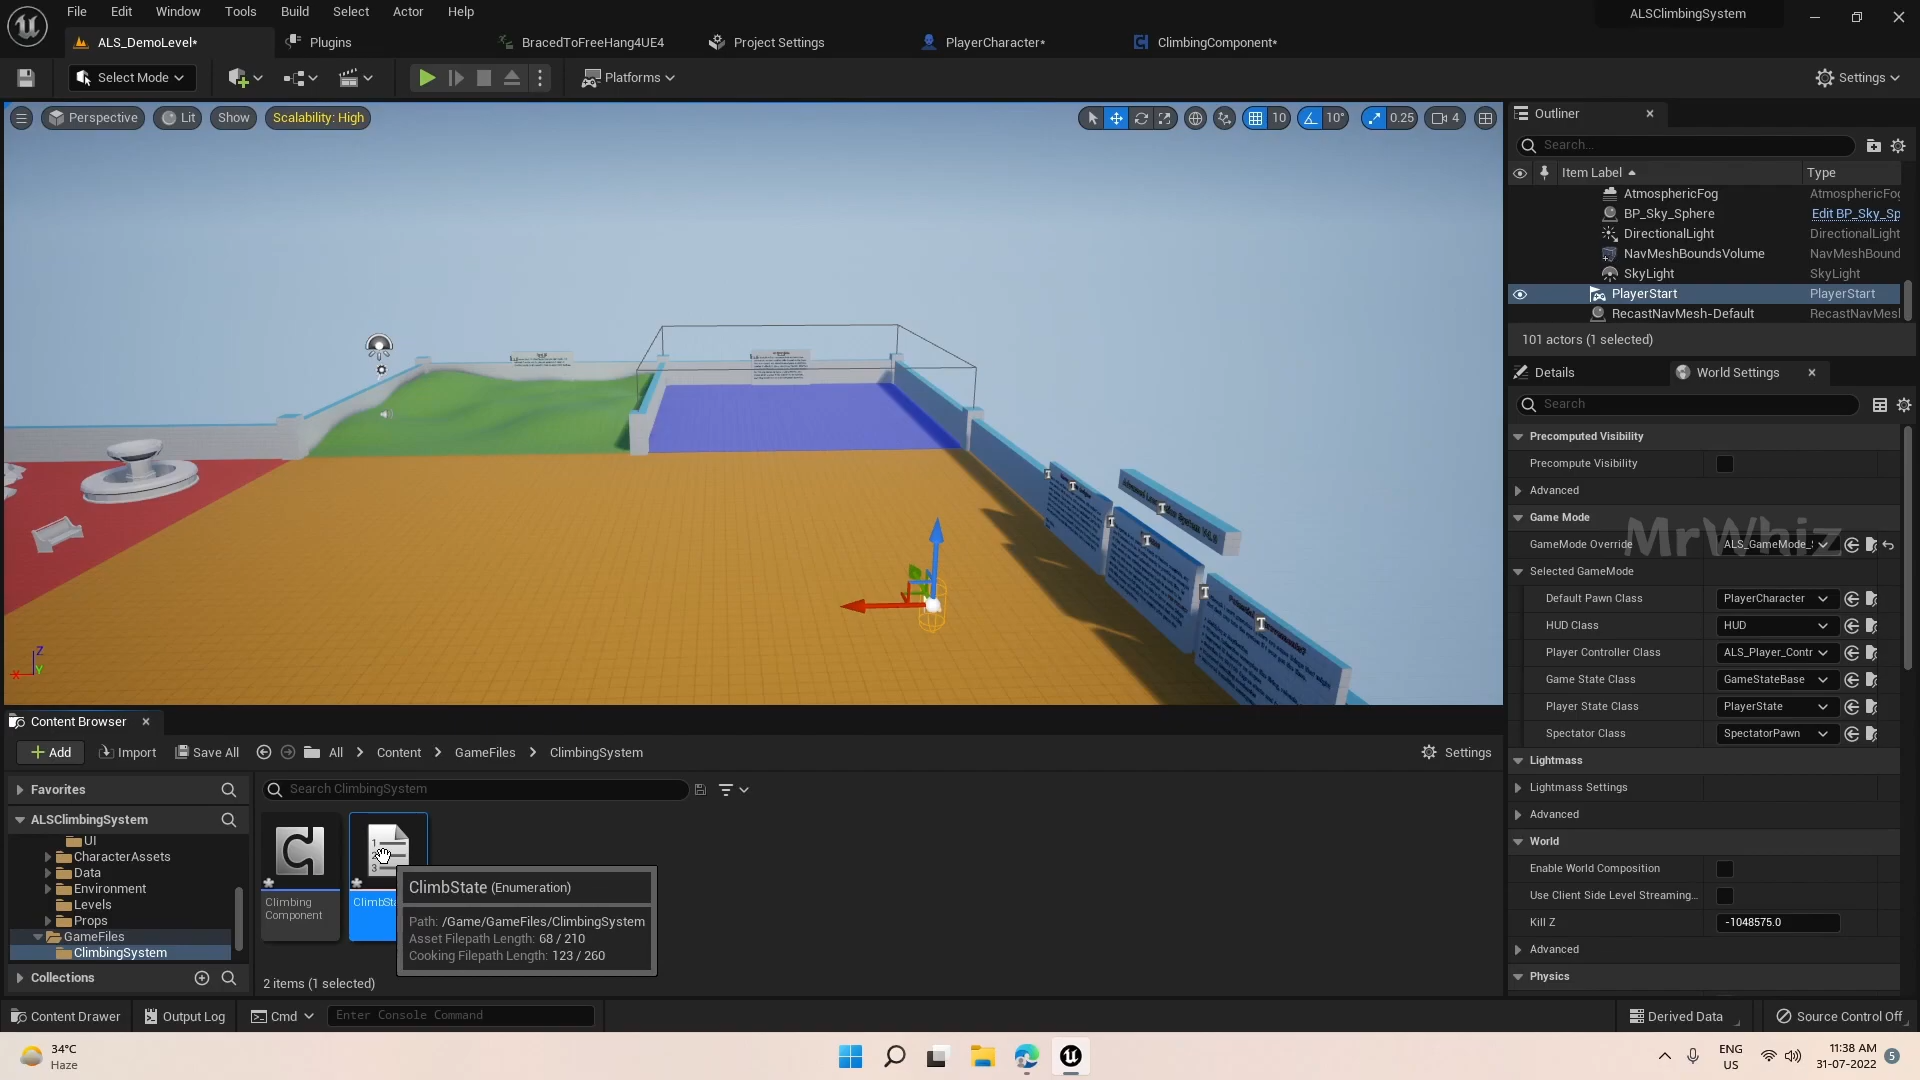 File Edit Window Tools Build Select Actor Help
ALSClimbingSystem
ALS_DemoLevel*
Plugins
BracedToFreeHang4UE4
Project Settings
PlayerCharacter*
ClimbingComponent*
Select Mode
Platforms
Settings
Perspective
Lit
Show
Scalability: High
10
10°
0.25
4
Outliner
Search...
Item Label
Type
AtmosphericFog AtmosphericFog
BP_Sky_Sphere Edit BP_Sky_Sp
DirectionalLight DirectionalLight
NavMeshBoundsVolume NavMeshBound
SkyLight SkyLight
PlayerStart PlayerStart
RecastNavMesh-Default RecastNavMesl
101 actors (1 selected)
Details
World Settings
Search
Precomputed Visibility
Precompute Visibility
Advanced
Game Mode
MrWhiz
GameMode Override ALS_GameMode_
Selected GameMode
Default Pawn Class PlayerCharacter
HUD Class HUD
Player Controller Class ALS_Player_Contr
Game State Class GameStateBase
Player State Class PlayerState
Spectator Class SpectatorPawn
Lightmass
Lightmass Settings
Advanced
World
Enable World Composition
Use Client Side Level Streaming...
Kill Z -1048575.0
Advanced
Physics
Z
X
Y
Content Browser
Add
Import
Save All
All
Content
GameFiles
ClimbingSystem
Settings
Favorites
ALSClimbingSystem
UI
CharacterAssets
Data
Environment
Levels
Props
GameFiles
ClimbingSystem
Collections
Search ClimbingSystem
Climbing
Component
ClimbSta
ClimbState (Enumeration)
Path: /Game/GameFiles/ClimbingSystem
Asset Filepath Length: 68 / 210
Cooking Filepath Length: 123 / 260
2 items (1 selected)
Content Drawer
Output Log
Cmd
Enter Console Command
Derived Data
Source Control Off
34°C
Haze
ENG
US
11:38 AM
31-07-2022
5